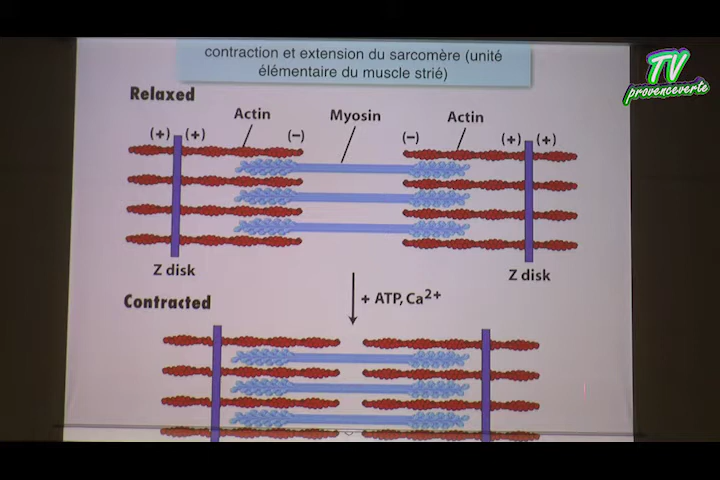 contraction et extension du sarcomère (unité
élémentaire du muscle strié)
TV
provenceverte
Relaxed
Actin
Myosin
Actin
(+) (+)
(-)
(-)
(+) (+)
Z disk
Z disk
+ ATP, Ca2+
Contracted